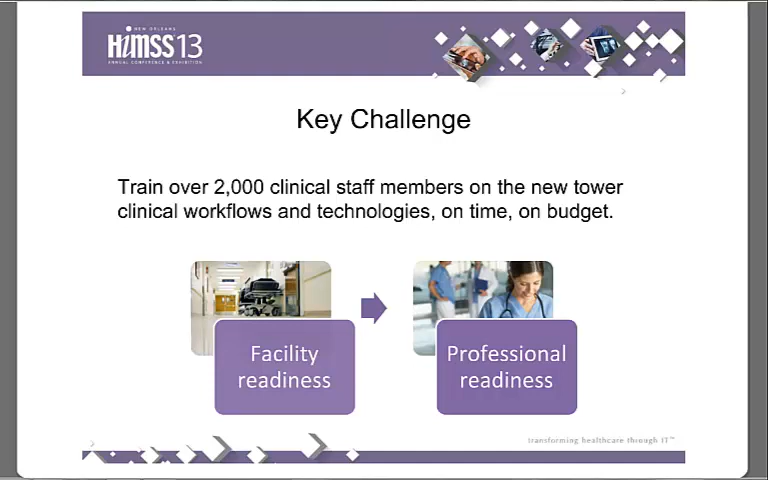 NEW ORLEANS
HiMSS13
ANNUAL CONFERENCE & EXHIBITION
Key Challenge
Train over 2,000 clinical staff members on the new tower
clinical workflows and technologies, on time, on budget.
Facility
readiness
Professional
readiness
transforming healthcare through IT™